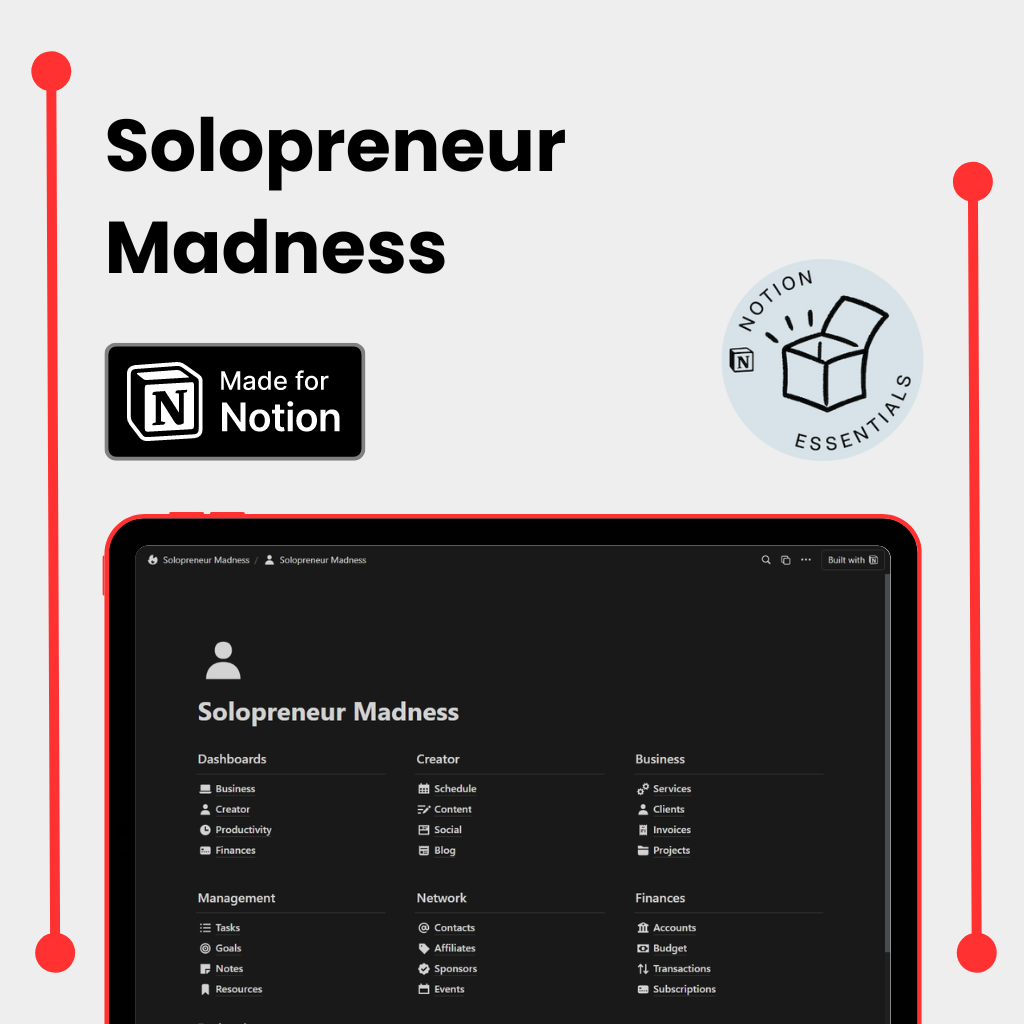 Solopreneur
Madness
Made for
Notion
NOTION
ESSENTIALS
Solopreneur Madness / Solopreneur Madness
Built with
Solopreneur Madness
Dashboards
Business
Creator
Productivity
Finances
Creator
Schedule
Content
Social
Blog
Business
Services
Clients
Invoices
Projects
Management
Tasks
Goals
Notes
Resources
Network
Contacts
Affiliates
Sponsors
Events
Finances
Accounts
Budget
Transactions
Subscriptions